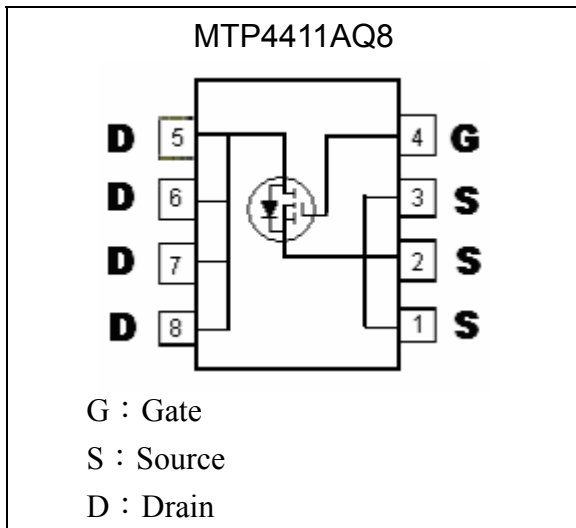 MTP4411AQ8
D 5 4 G
D 6 3 S
D 7 2 S
D 8 1 S
G：Gate
S：Source
D：Drain